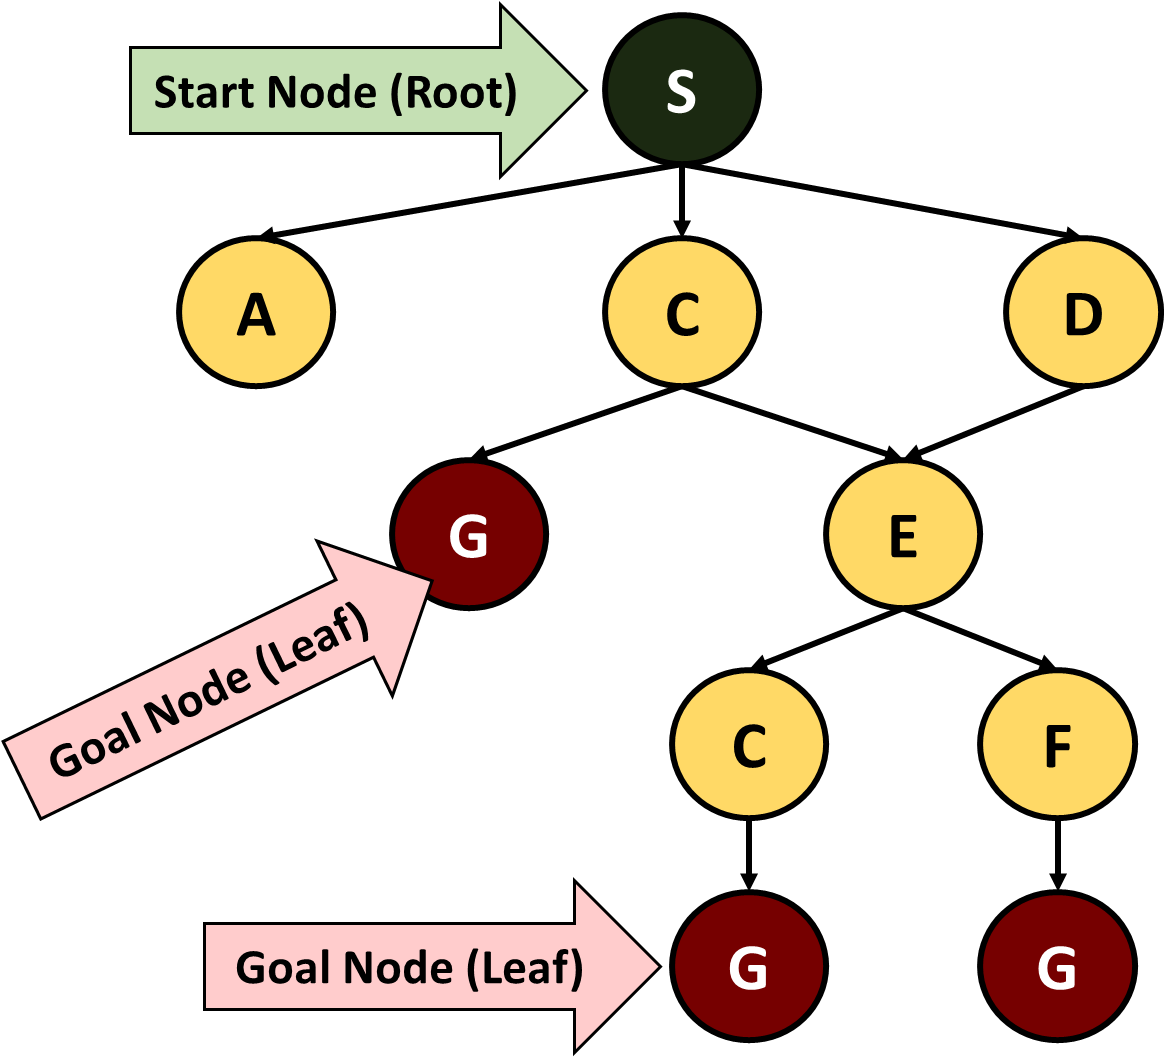 Start Node (Root)
S
A
C
D
G
E
Goal Node (Leaf)
C
F
Goal Node (Leaf)
G
G